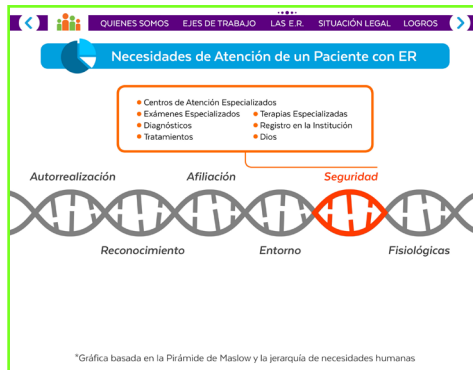 QUIENES SOMOS EJES DE TRABAJO LAS E.R. SITUACIÓN LEGAL LOGROS
Necesidades de Atención de un Paciente con ER
Centros de Atención Especializados
Exámenes Especializados
Diagnósticos
Tratamientos
Terapias Especializadas
Registro en la Institución
Dios
Autorrealización Afiliación Seguridad
Reconocimiento Entorno Fisiológicas
*Gráfica basada en la Pirámide de Maslow y la jerarquía de necesidades humanas